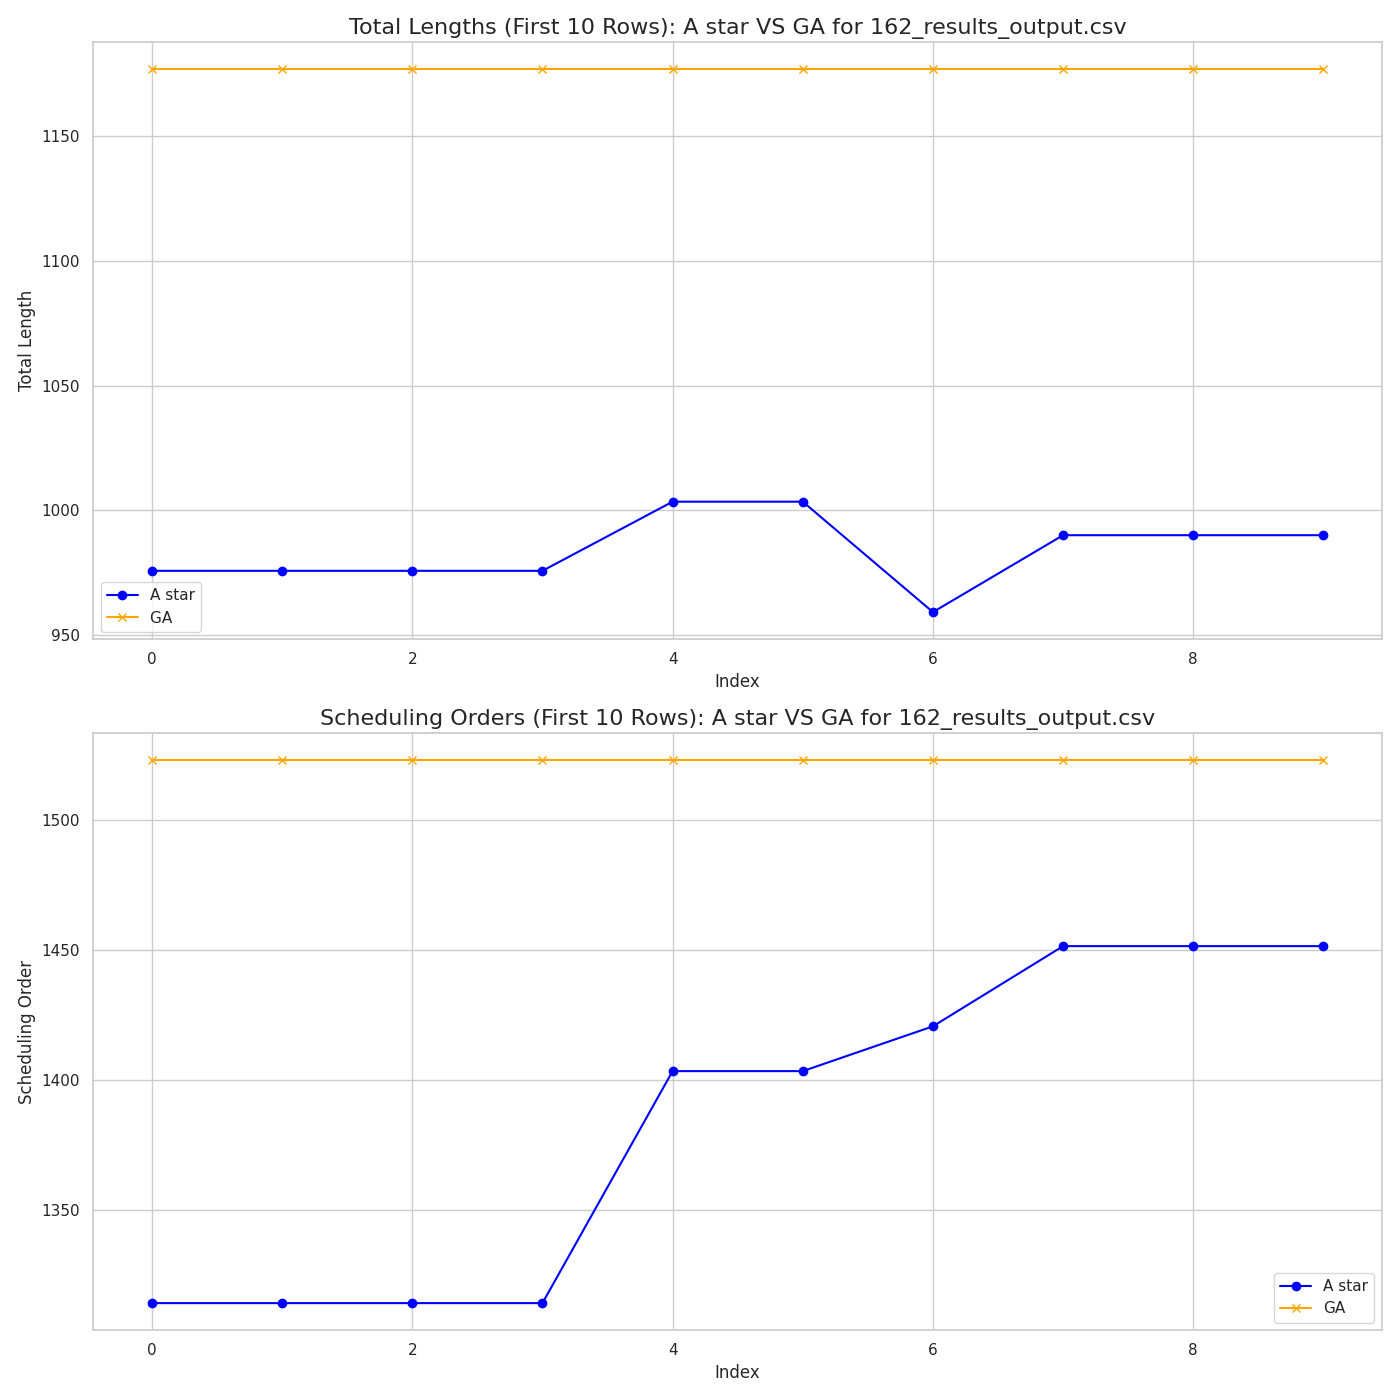 Total Lengths (First 10 Rows): A star VS GA for 162_results_output.csv
Total Length
1150
1100
1050
1000
950
A star
GA
0 2 4 6 8
Index
Scheduling Orders (First 10 Rows): A star VS GA for 162_results_output.csv
Scheduling Order
1500
1450
1400
1350
A star
GA
0 2 4 6 8
Index